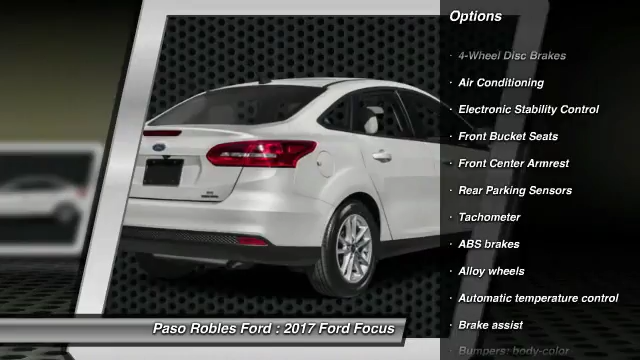 Options
· 4-Wheel Disc Brakes
· Air Conditioning
· Electronic Stability Control
· Front Bucket Seats
· Front Center Armrest
· Rear Parking Sensors
· Tachometer
· ABS brakes
· Alloy wheels
· Automatic temperature control
· Brake assist
· Bumpers: body-color
Ford
Paso Robles Ford : 2017 Ford Focus